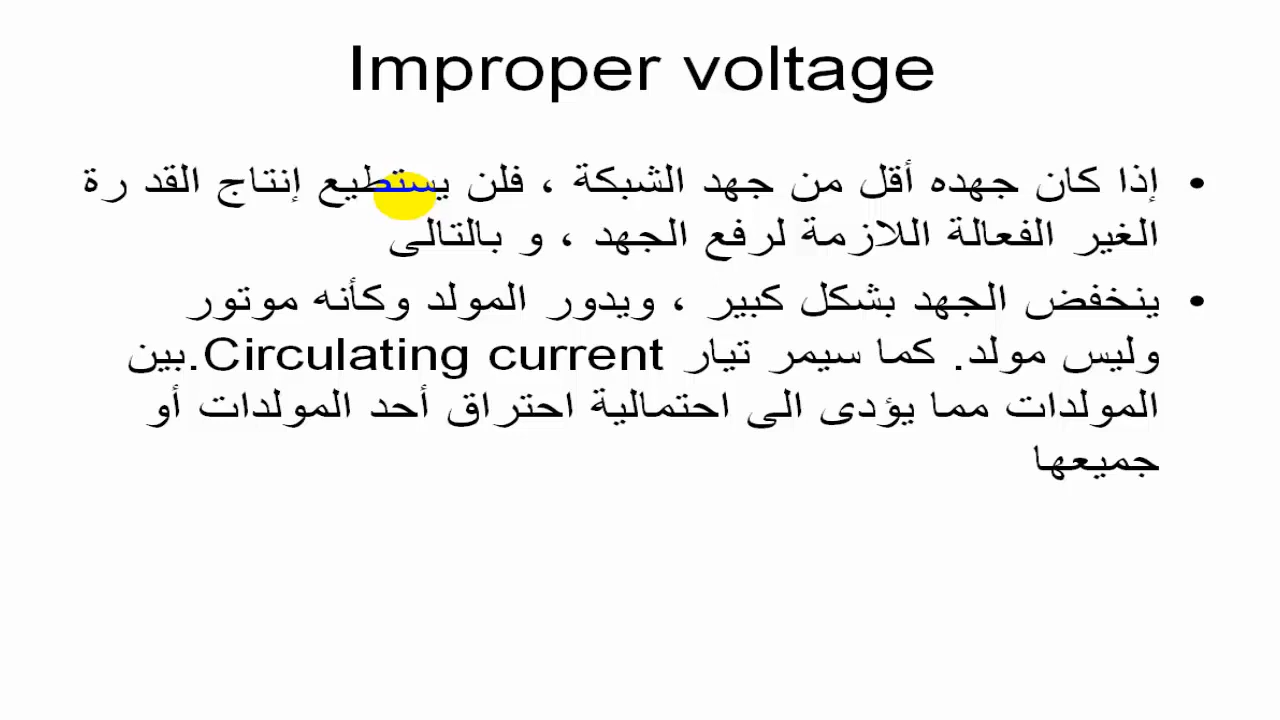 Improper voltage
• إذا كان جهده أقل من جهد الشبكة ، فلن يستطيع إنتاج القد رة
الغير الفعالة اللازمة لرفع الجهد ، و بالتالى
• ينخفض الجهد بشكل كبير ، ويدور المولد وكأنه موتور
وليس مولد. كما سيمر تيار Circulating current.بين
المولدات مما يؤدى الى احتمالية احتراق أحد المولدات أو
جميعها